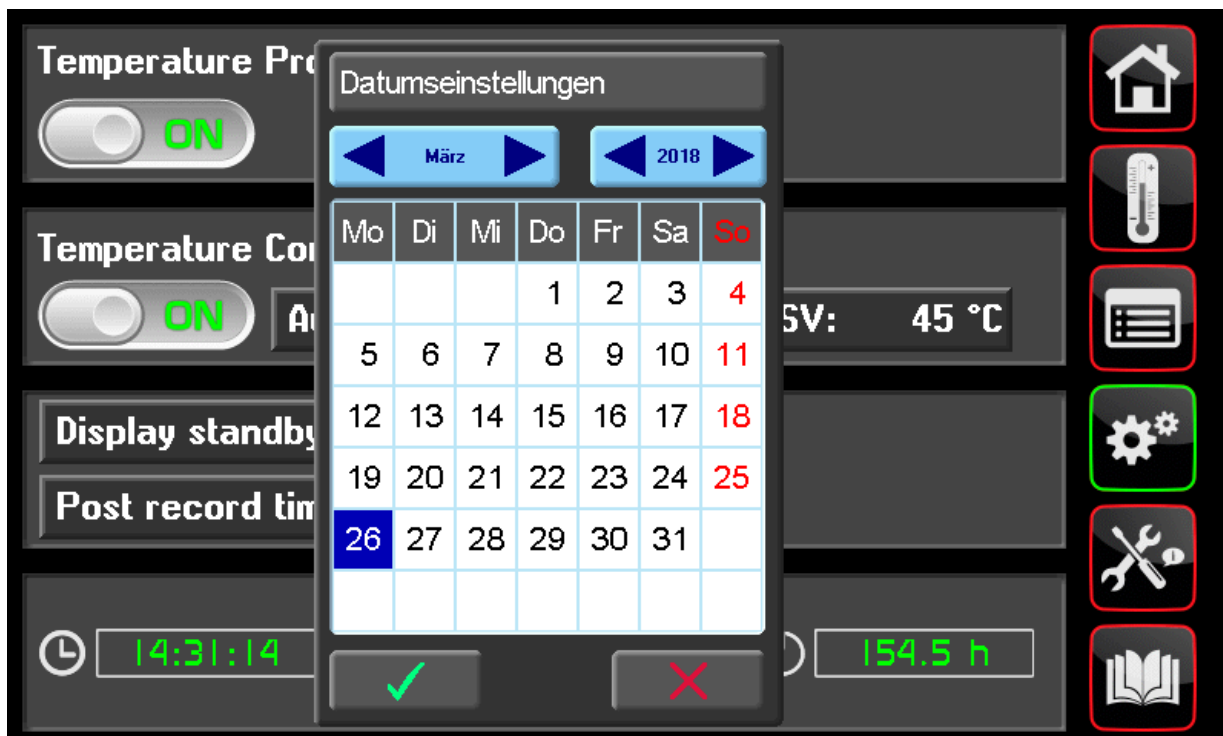 Temperature Pro
ON
Datumseinstellungen
März 2018
Mo Di Mi Do Fr Sa So
1 2 3 4
5 6 7 8 9 10 11
12 13 14 15 16 17 18
19 20 21 22 23 24 25
26 27 28 29 30 31
Temperature Con
ON
SV: 45 °C
Display standby
Post record tim
14:31:14
154.5 h